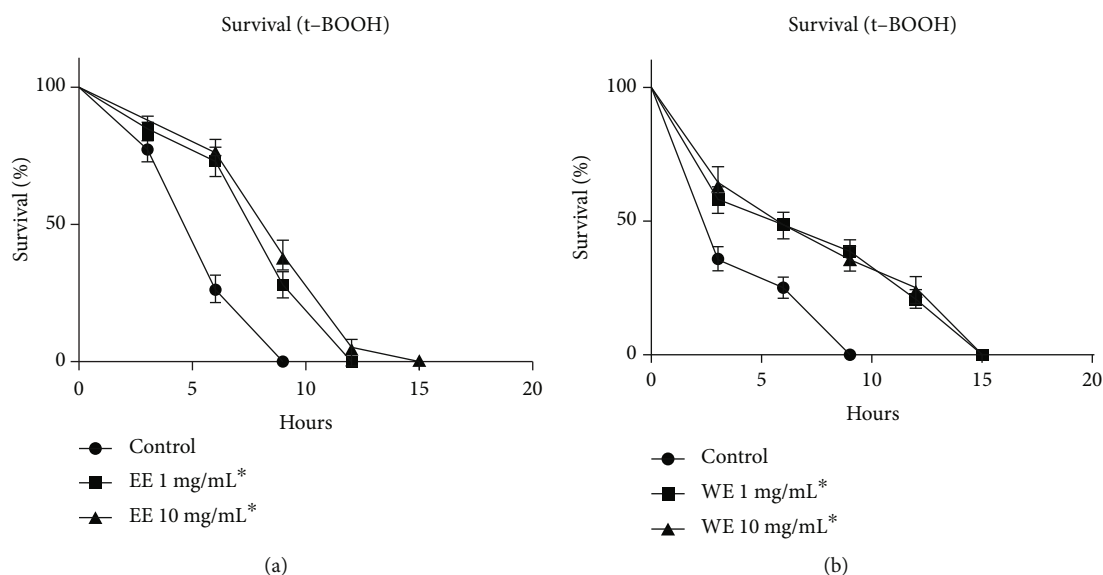 Survival (t–BOOH)
100
50
0
Survival (%)
0
5
10
15
20
Hours
Control
EE 1 mg/mL*
EE 10 mg/mL*
(a)
Survival (t–BOOH)
100
50
0
Survival (%)
0
5
10
15
20
Hours
Control
WE 1 mg/mL*
WE 10 mg/mL*
(b)